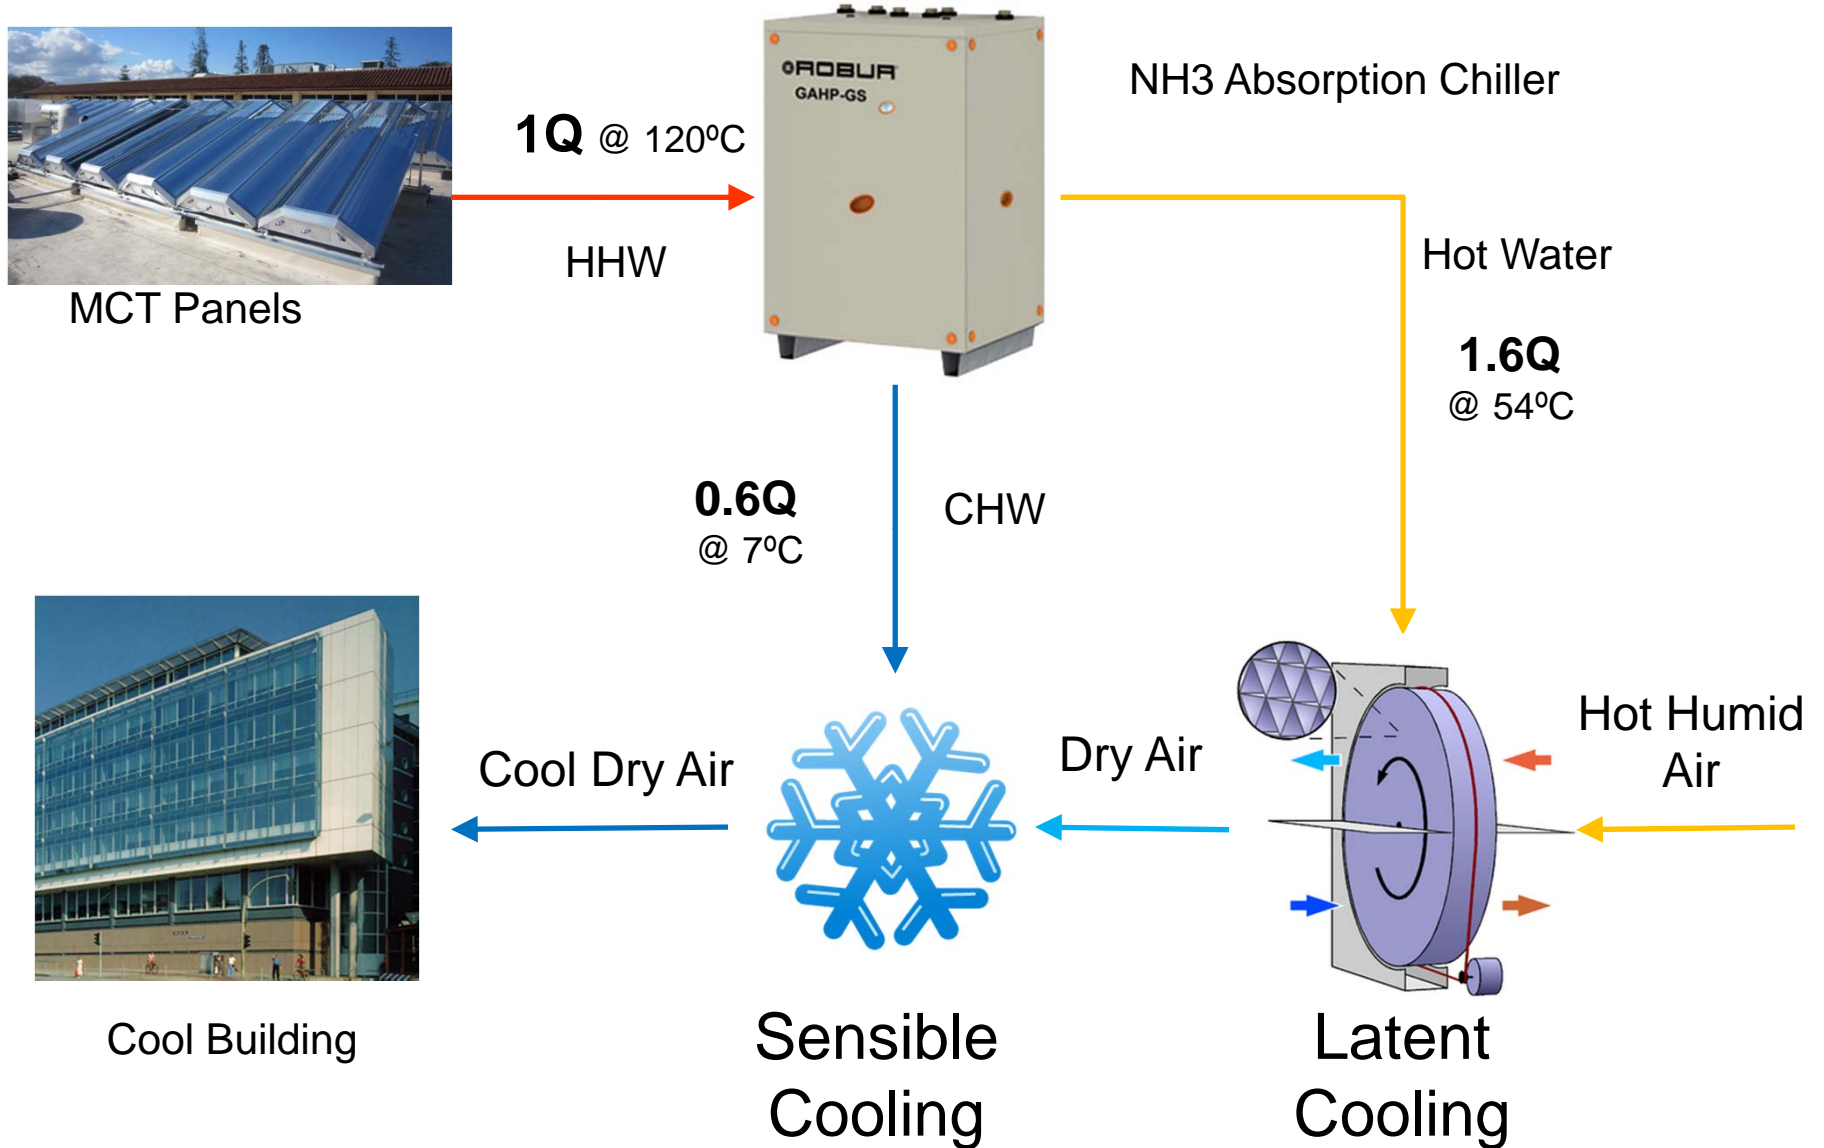 ROBUR
GAHP-GS
NH3 Absorption Chiller
1Q @ 120ºC
HHW
MCT Panels
Hot Water
1.6Q
@ 54ºC
0.6Q
@ 7ºC
CHW
Cool Dry Air
Dry Air
Hot Humid
Air
Cool Building
Sensible
Cooling
Latent
Cooling